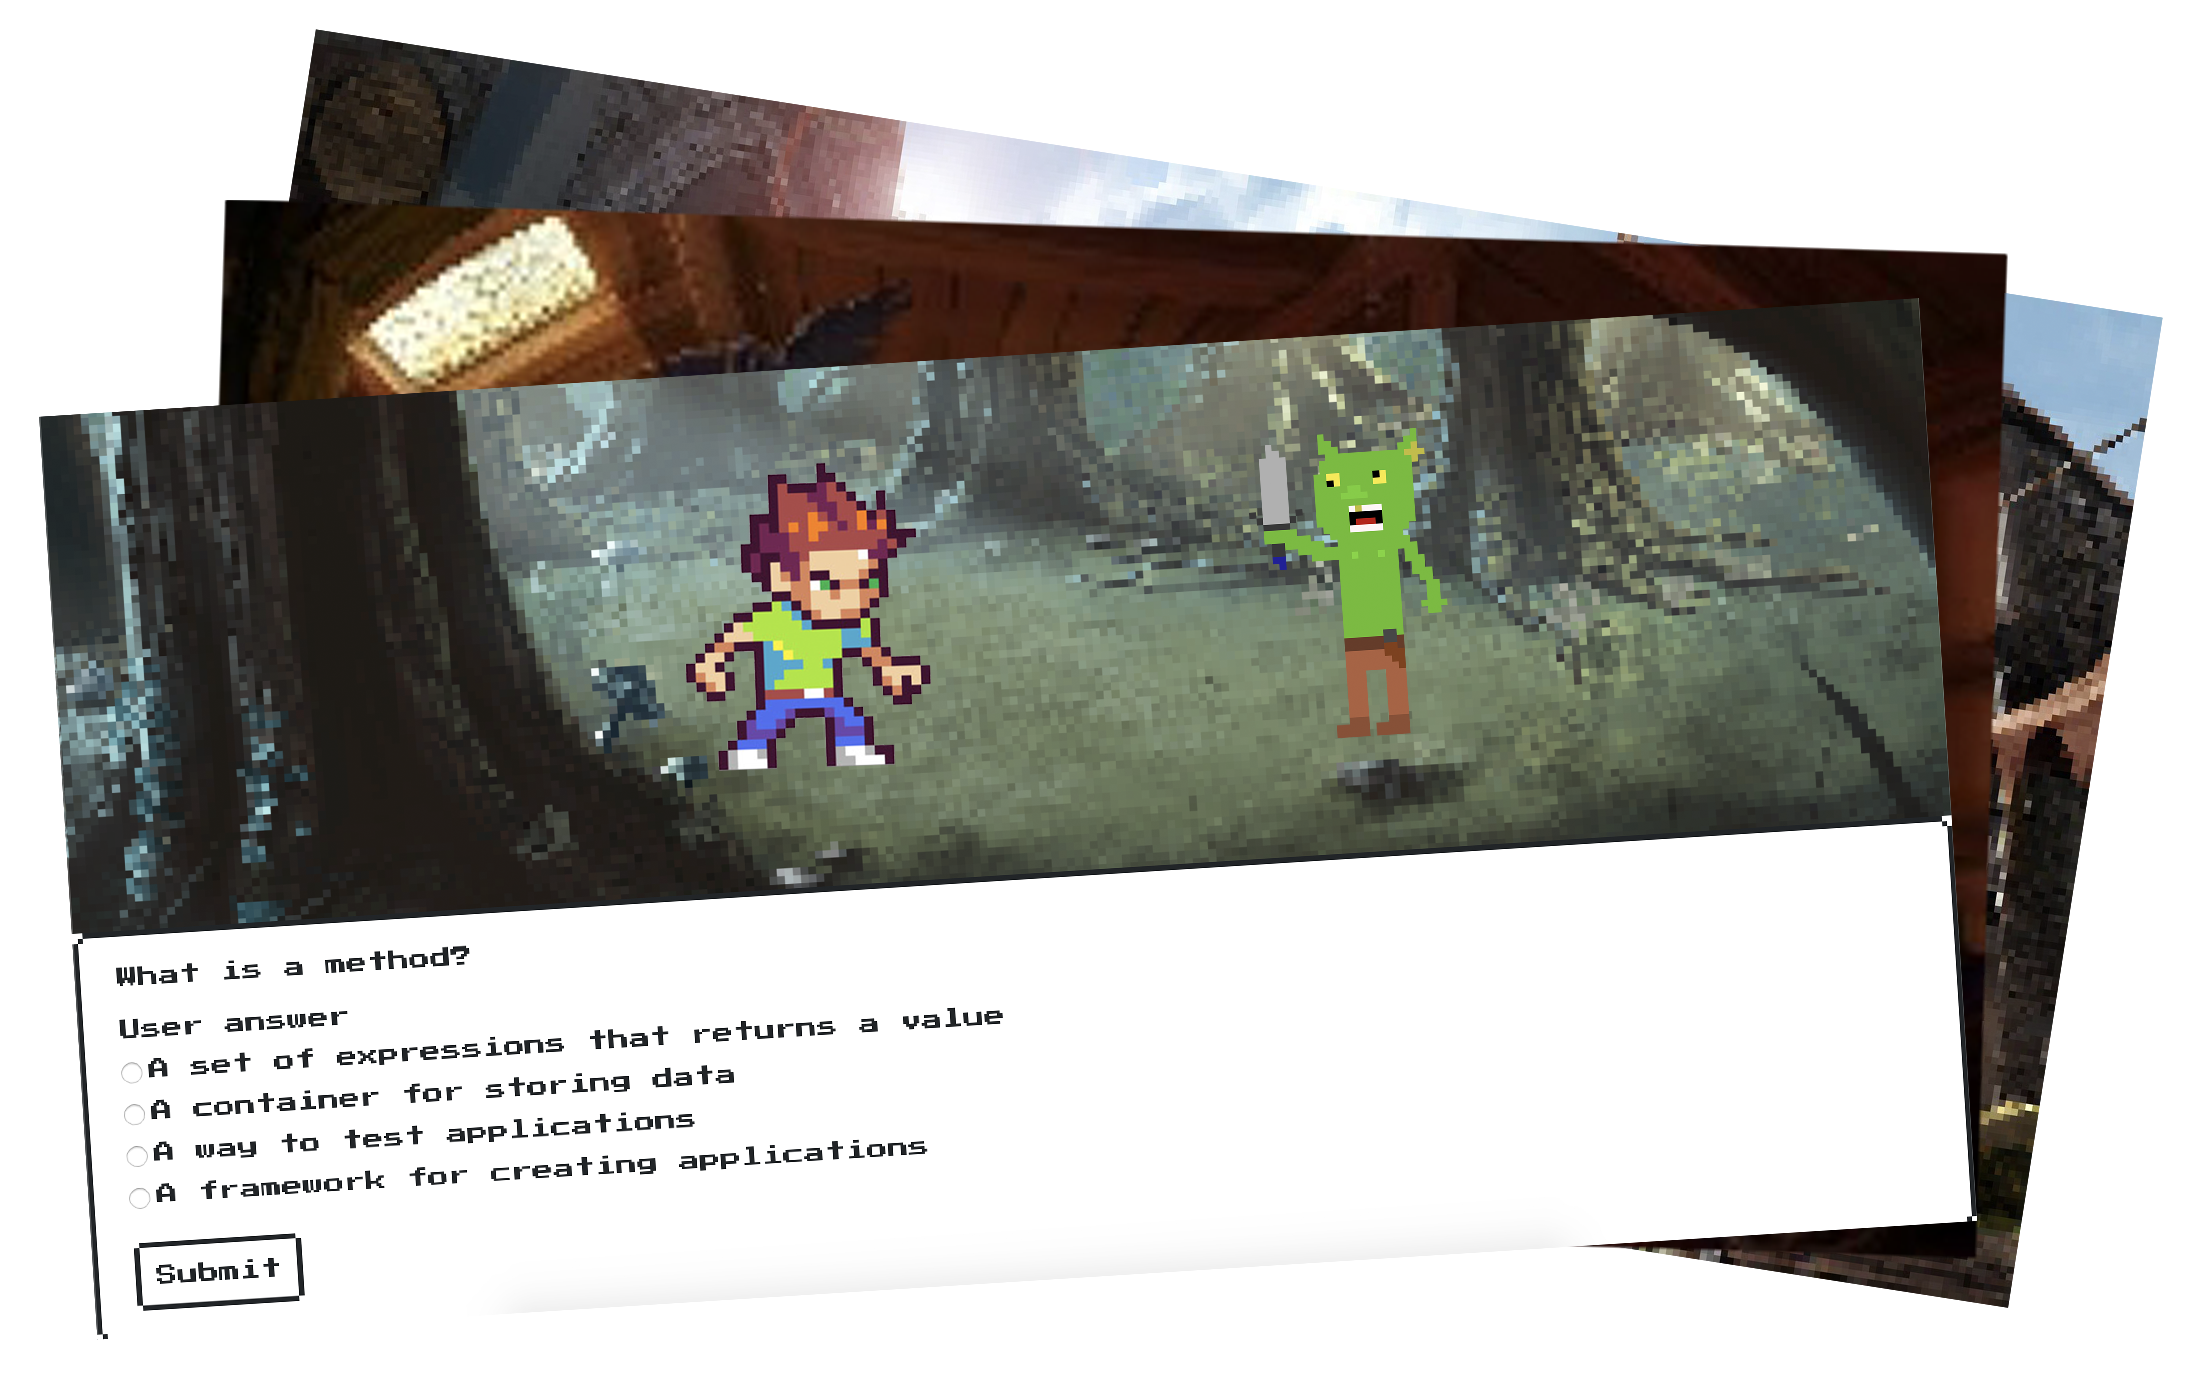 What is a method?
User answer
A set of expressions that returns a value
A container for storing data
A way to test applications
A framework for creating applications
Submit